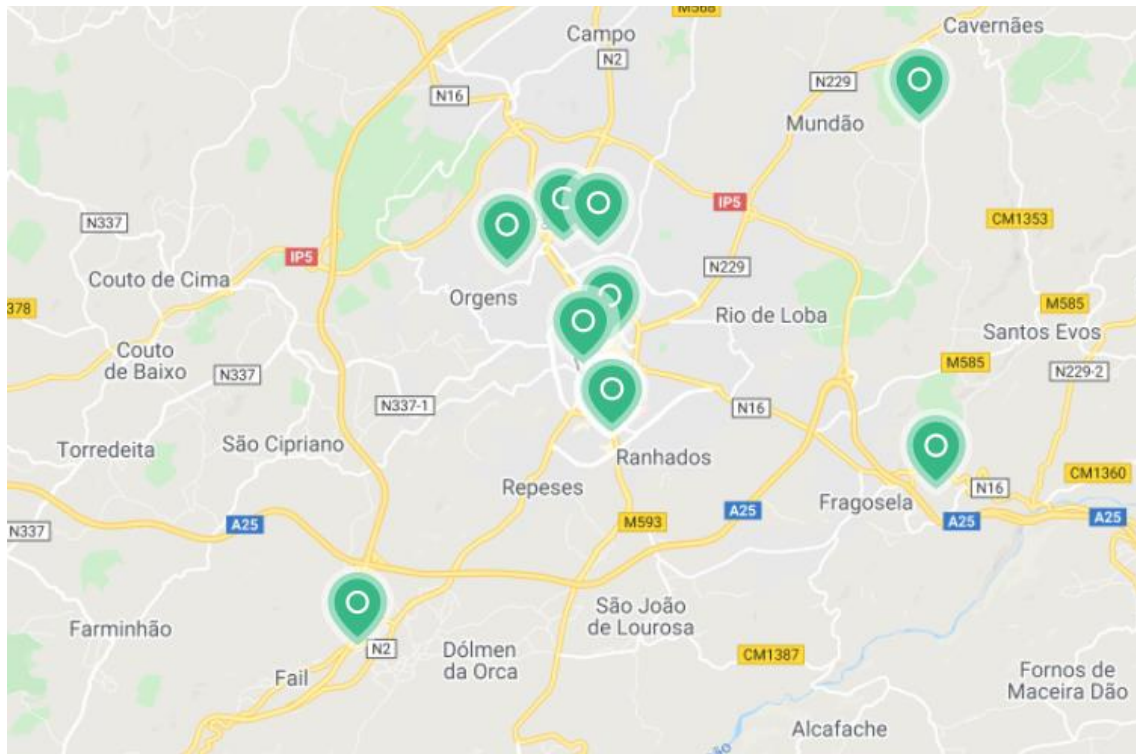 M568
Campo
Cavernães
N2
N229
N16
Mundão
IP5
N337
CM1353
IP5
N229
Couto de Cima
Orgens
378
Rio de Loba
M585
Santos Evos
Couto
de Baixo
N337
M585
N229-2
N337-1
N16
Torredeita
São Cipriano
Ranhados
CM1360
Repeses
Fragosela
N16
A25
M593
A25
A25
A25
N337
São João
de Lourosa
Farminhão
N2
Dólmen
da Orca
CM1387
Fail
Fornos de
Maceira Dão
Alcafache